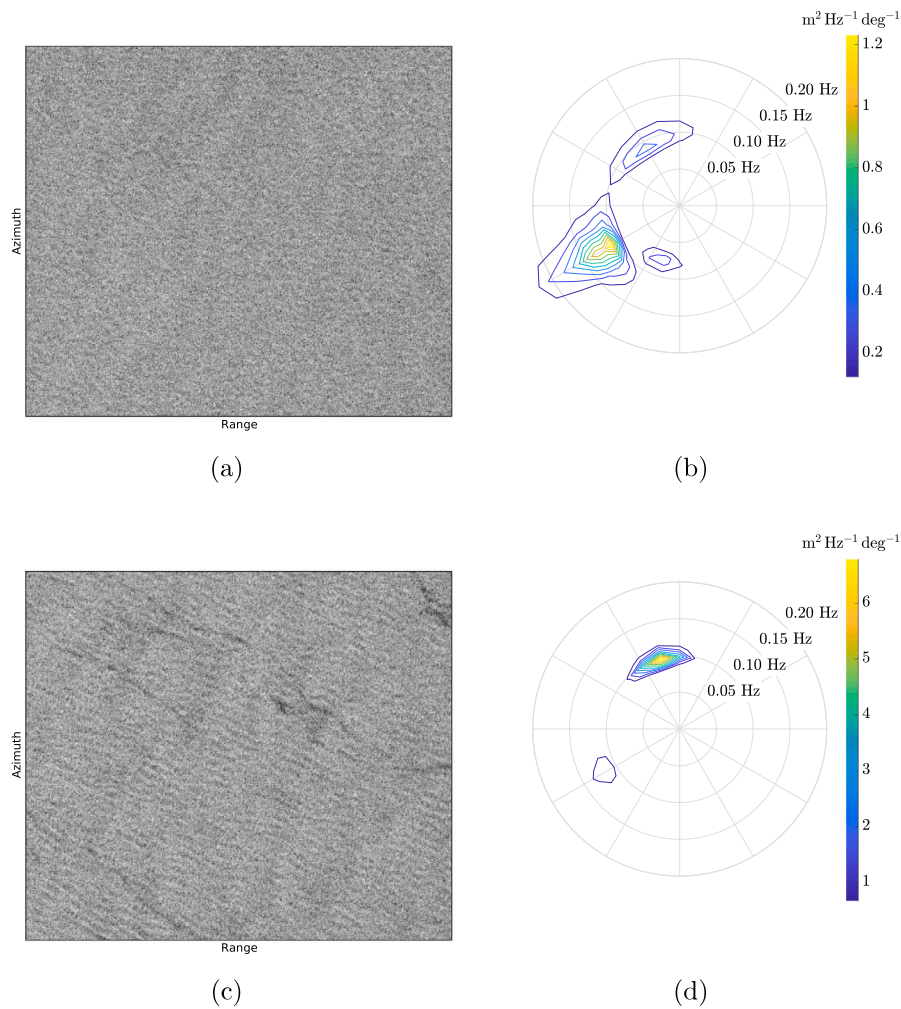 m² Hz⁻¹ deg⁻¹
1.2
0.20 Hz
0.15 Hz
1
0.10 Hz
0.05 Hz
0.8
Azimuth
0.6
0.4
0.2
Range
(a)
(b)
m² Hz⁻¹ deg⁻¹
0.20 Hz
6
0.15 Hz
0.10 Hz
5
0.05 Hz
4
Azimuth
3
2
1
Range
(c)
(d)